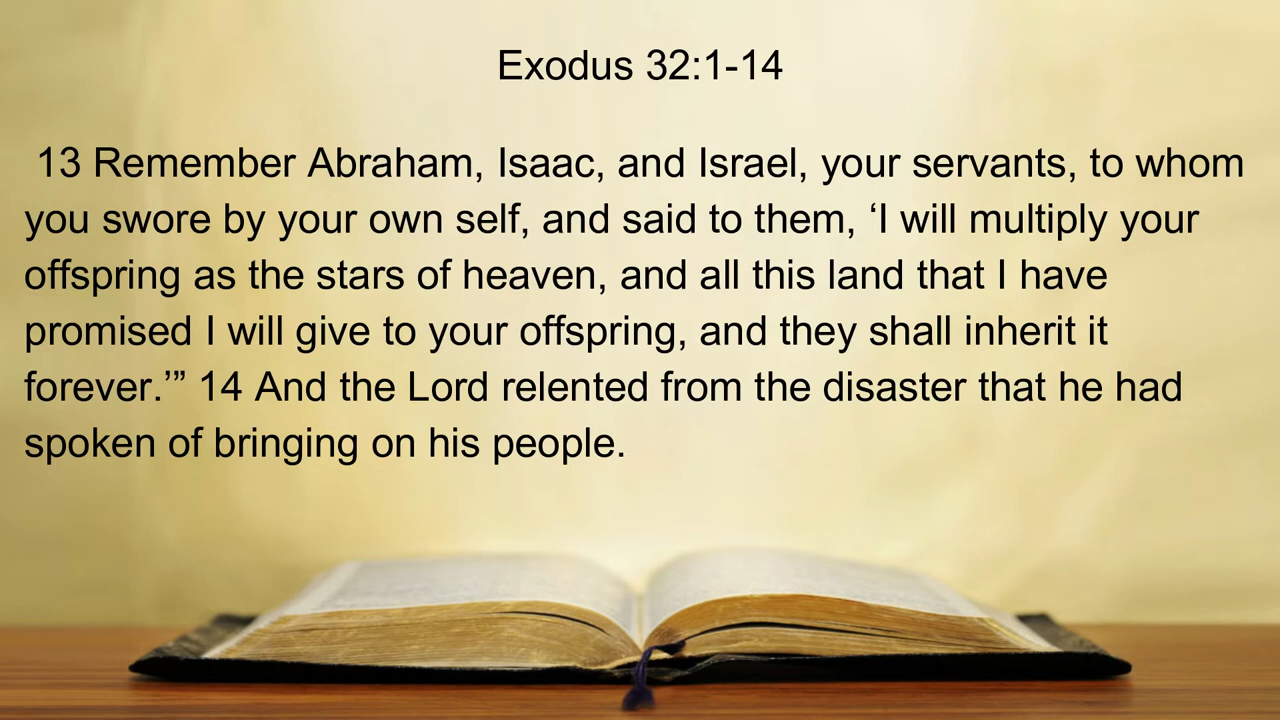 Exodus 32:1-14
13 Remember Abraham, Isaac, and Israel, your servants, to whom
you swore by your own self, and said to them, ‘I will multiply your
offspring as the stars of heaven, and all this land that I have
promised I will give to your offspring, and they shall inherit it
forever.’” 14 And the Lord relented from the disaster that he had
spoken of bringing on his people.